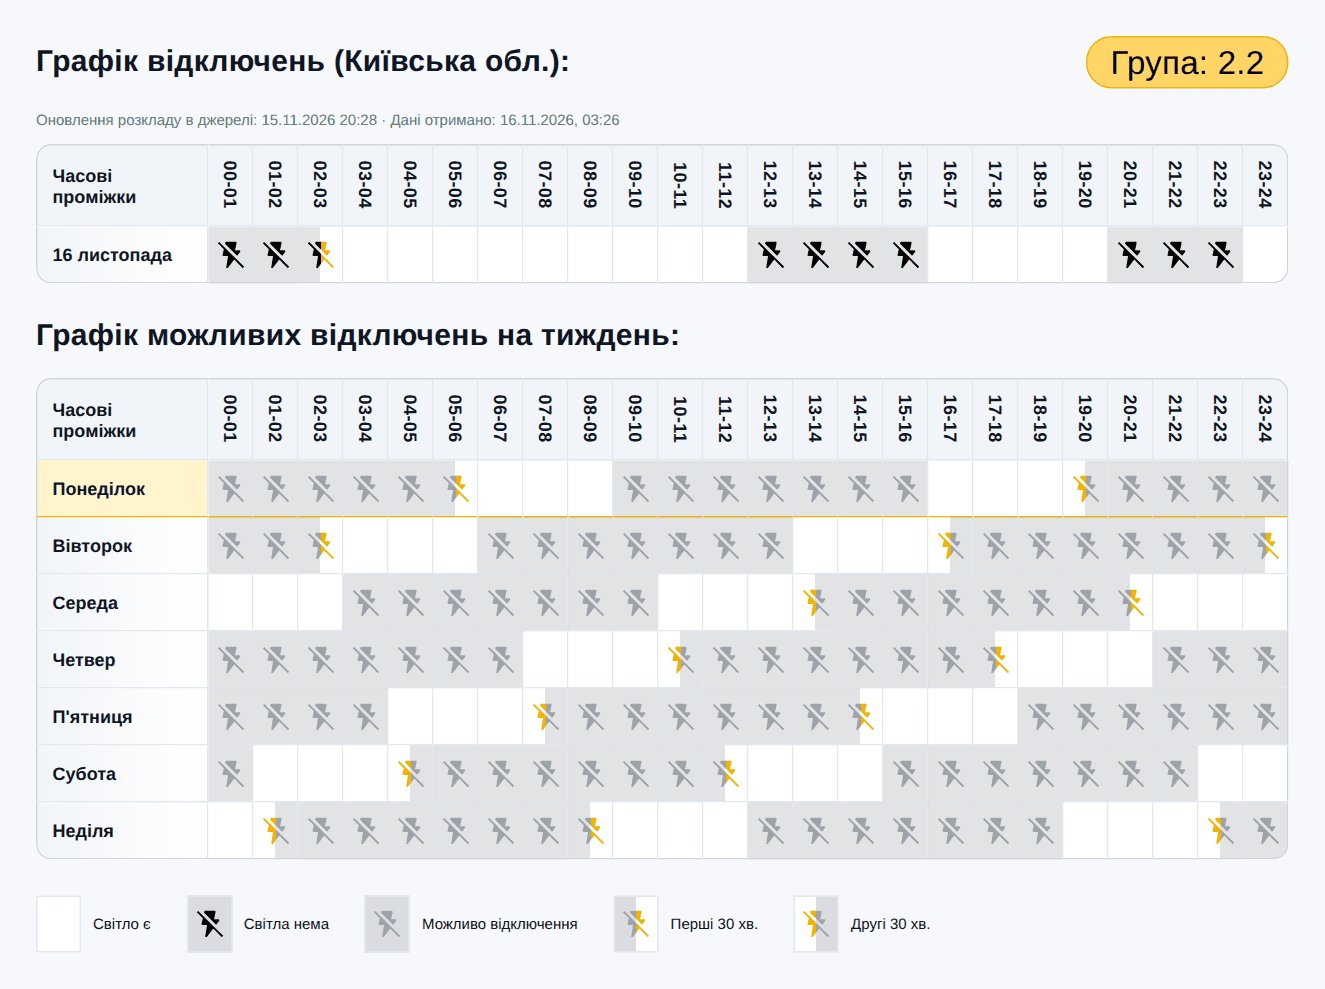 Графік відключень (Київська обл.):
Група: 2.2
Оновлення розкладу в джерелі: 15.11.2026 20:28 · Дані отримано: 16.11.2026, 03:26
Часові проміжки 00-01 01-02 02-03 03-04 04-05 05-06 06-07 07-08 08-09 09-10 10-11 11-12 12-13 13-14 14-15 15-16 16-17 17-18 18-19 19-20 20-21 21-22 22-23 23-24
16 листопада
Графік можливих відключень на тиждень:
Часові проміжки 00-01 01-02 02-03 03-04 04-05 05-06 06-07 07-08 08-09 09-10 10-11 11-12 12-13 13-14 14-15 15-16 16-17 17-18 18-19 19-20 20-21 21-22 22-23 23-24
Понеділок
Вівторок
Середа
Четвер
П'ятниця
Субота
Неділя
Світло є Світла нема Можливо відключення Перші 30 хв. Другі 30 хв.